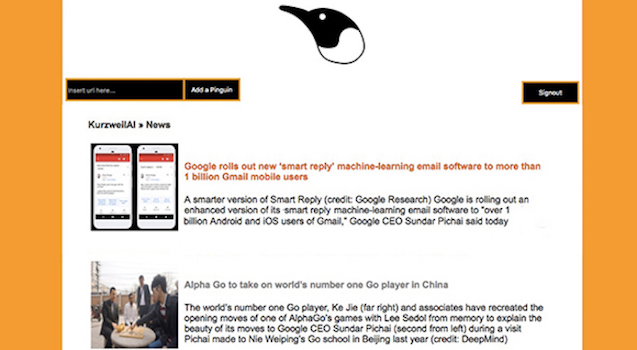 insert url here...
Add a Pinguin
Signout
KurzweilAI » News
Google rolls out new 'smart reply' machine-learning email software to more than
1 billion Gmail mobile users
A smarter version of Smart Reply (credit: Google Research) Google is rolling out an
enhanced version of its smart reply machine-learning email software to "over 1
billion Android and iOS users of Gmail," Google CEO Sundar Pichai said today
Alpha Go to take on world's number one Go player in China
The world's number one Go player, Ke Jie (far right) and associates have recreated the
opening moves of one of AlphaGo's games with Lee Sedol from memory to explain the
beauty of its moves to Google CEO Sundar Pichai (second from left) during a visit
Pichai made to Nie Weiping's Go school in Beijing last year (credit: DeepMind)